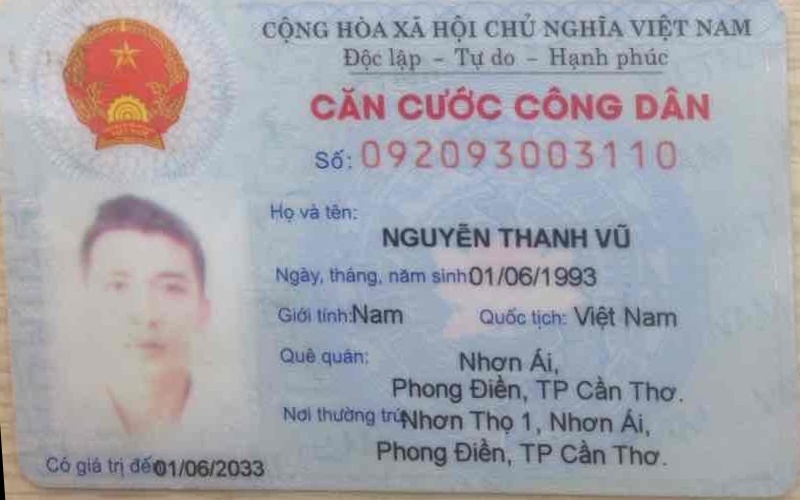 CỘNG HÒA XÃ HỘI CHỦ NGHĨA VIỆT NAM
Độc lập - Tự do - Hạnh phúc
CĂN CƯỚC CÔNG DÂN
Số: 092093003110
Họ và tên:
NGUYỄN THANH VŨ
Ngày, tháng, năm sinh 01/06/1993
Giới tính: Nam Quốc tịch: Việt Nam
Quê quán: Nhơn Ái,
Phong Điền, TP Cần Thơ.
Nơi thường trú Nhơn Thọ 1, Nhơn Ái,
Phong Điền, TP Cần Thơ.
Có giá trị đến 01/06/2033